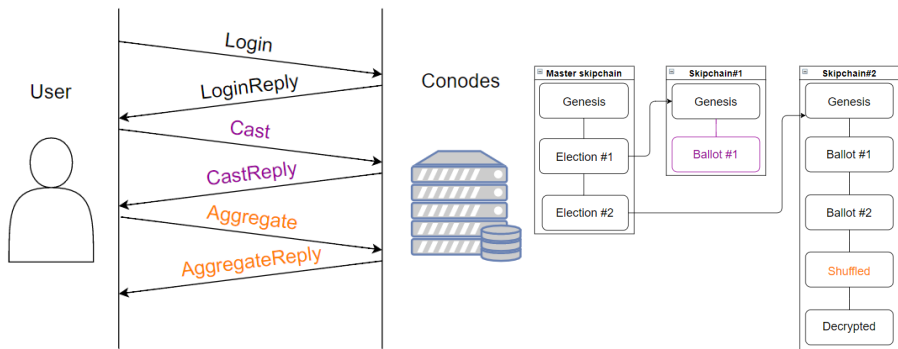 User
Login
LoginReply
Cast
CastReply
Aggregate
AggregateReply
Conodes
Master skipchain
Genesis
Election #1
Election #2
Skipchain#1
Genesis
Ballot #1
Skipchain#2
Genesis
Ballot #1
Ballot #2
Shuffled
Decrypted